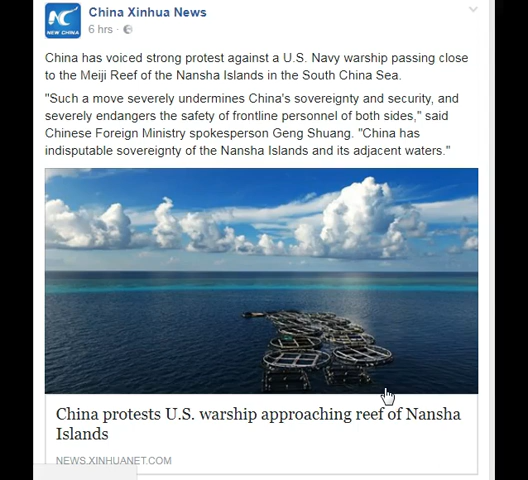 China Xinhua News
6 hrs ·
NEW CHINA
China has voiced strong protest against a U.S. Navy warship passing close
to the Meiji Reef of the Nansha Islands in the South China Sea.
"Such a move severely undermines China's sovereignty and security, and
severely endangers the safety of frontline personnel of both sides," said
Chinese Foreign Ministry spokesperson Geng Shuang. "China has
indisputable sovereignty of the Nansha Islands and its adjacent waters."
China protests U.S. warship approaching reef of Nansha
Islands
NEWS.XINHUANET.COM